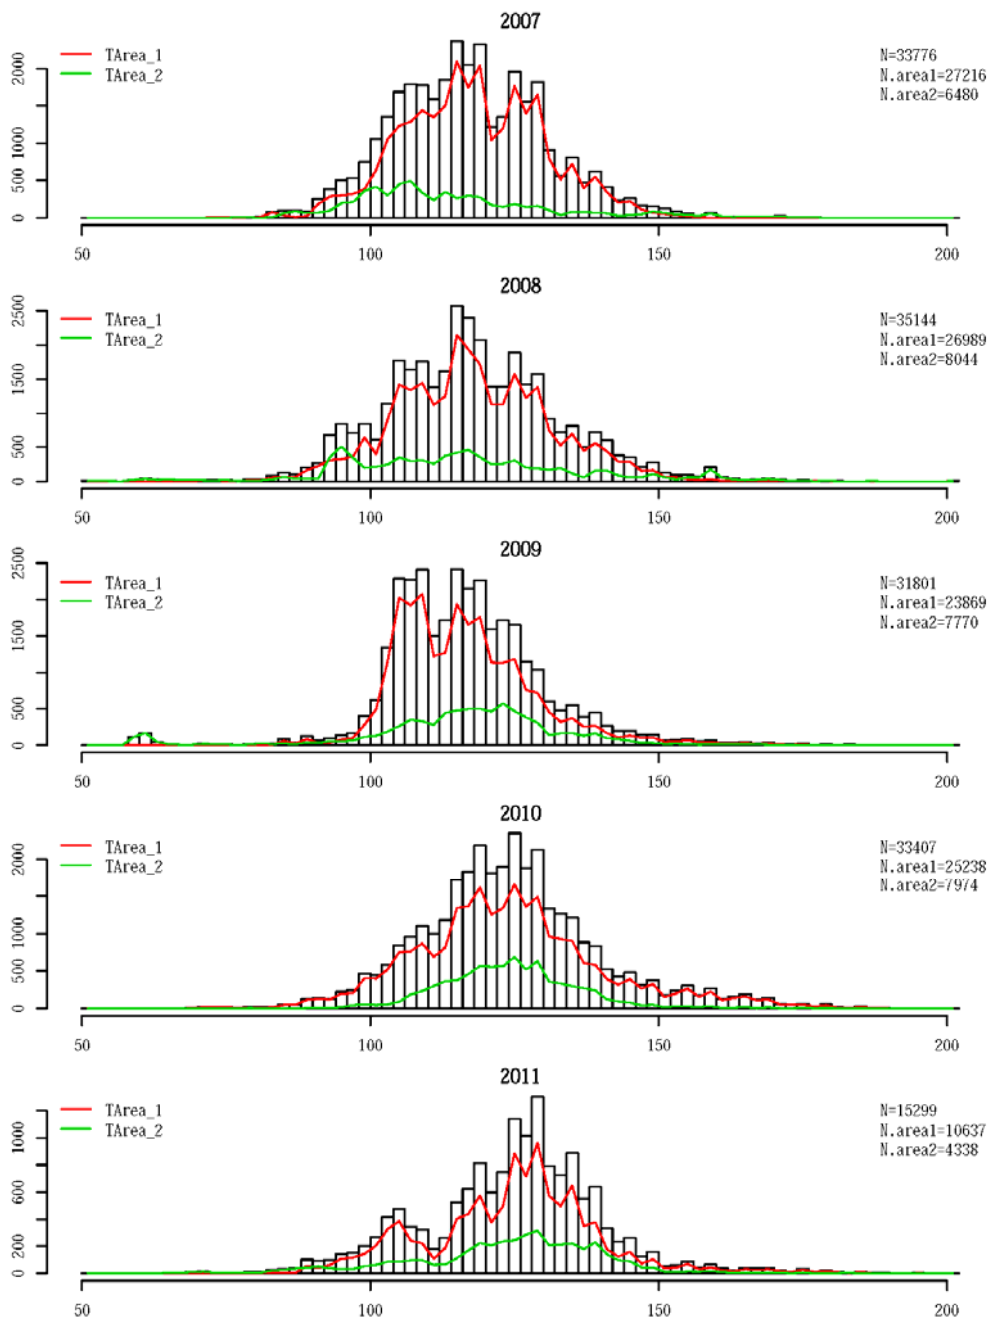 2007
TArea_1
TArea_2
N=33776
N.area1=27216
N.area2=6480
2000
1000
500
0
50 100 150 200
2008
TArea_1
TArea_2
N=35144
N.area1=26989
N.area2=8044
2500
1500
500
0
50 100 150 200
2009
TArea_1
TArea_2
N=31801
N.area1=23869
N.area2=7770
2500
1500
500
0
50 100 150 200
2010
TArea_1
TArea_2
N=33407
N.area1=25238
N.area2=7974
2000
1000
500
0
50 100 150 200
2011
TArea_1
TArea_2
N=15299
N.area1=10637
N.area2=4338
1000
600
200
0
50 100 150 200